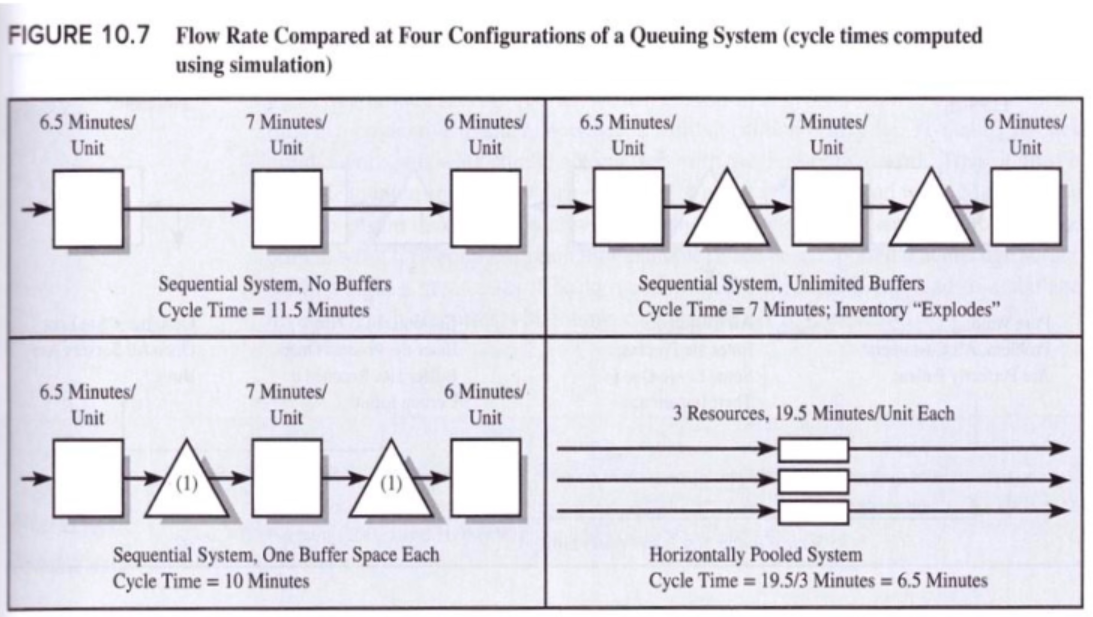 FIGURE 10.7 Flow Rate Compared at Four Configurations of a Queuing System (cycle times computed
using simulation)
6.5 Minutes/
Unit
7 Minutes/
Unit
6 Minutes/
Unit
Sequential System, No Buffers
Cycle Time = 11.5 Minutes
6.5 Minutes/
Unit
7 Minutes/
Unit
6 Minutes/
Unit
Sequential System, Unlimited Buffers
Cycle Time = 7 Minutes; Inventory “Explodes”
6.5 Minutes/
Unit
7 Minutes/
Unit
6 Minutes/
Unit
(1)
(1)
Sequential System, One Buffer Space Each
Cycle Time = 10 Minutes
3 Resources, 19.5 Minutes/Unit Each
Horizontally Pooled System
Cycle Time = 19.5/3 Minutes = 6.5 Minutes